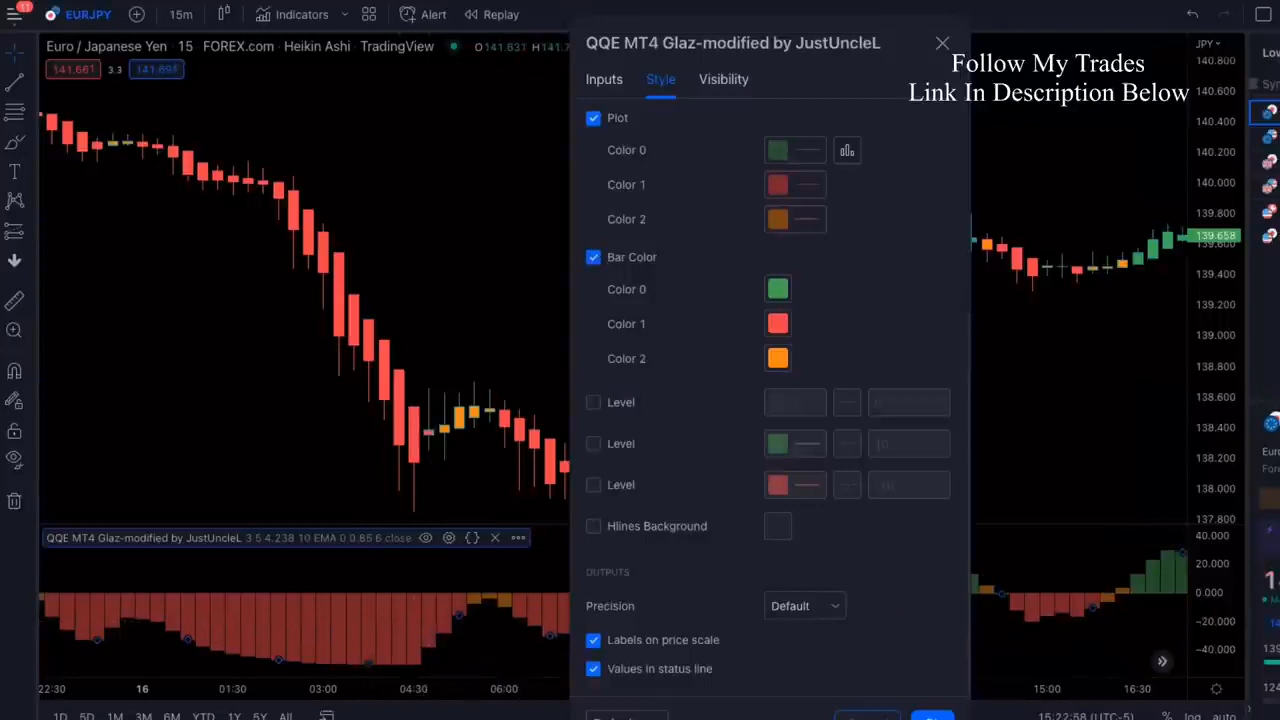 11
EURJPY
15m
Indicators
Alert
Replay
Euro / Japanese Yen · 15 · FOREX.com · Heikin Ashi · TradingView
O141.631
141.661
3.3
QQE MT4 Glaz-modified by JustUncleL
Inputs
Style
Visibility
Follow My Trades
Link In Description Below
Plot
Color 0
Color 1
Color 2
Bar Color
Color 0
Color 1
Color 2
Level
Level
Level
Hlines Background
OUTPUTS
Precision
Default
Labels on price scale
Values in status line
JPY
140.800
140.600
140.400
140.200
140.000
139.800
139.658
139.600
139.400
139.200
139.000
138.800
138.600
138.400
138.200
138.000
137.800
QQE MT4 Glaz-modified by JustUncleL 3 5 4.238 10 EMA 0 0.85 6 close
40.000
20.000
0.000
−20.000
−40.000
22:30
16
01:30
03:00
04:30
06:00
15:00
16:30
1D
5D
1M
3M
6M
YTD
1Y
5Y
All
15:22:58 (UTC-5)
%
log
auto